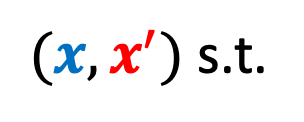 (x, x′) s.t.